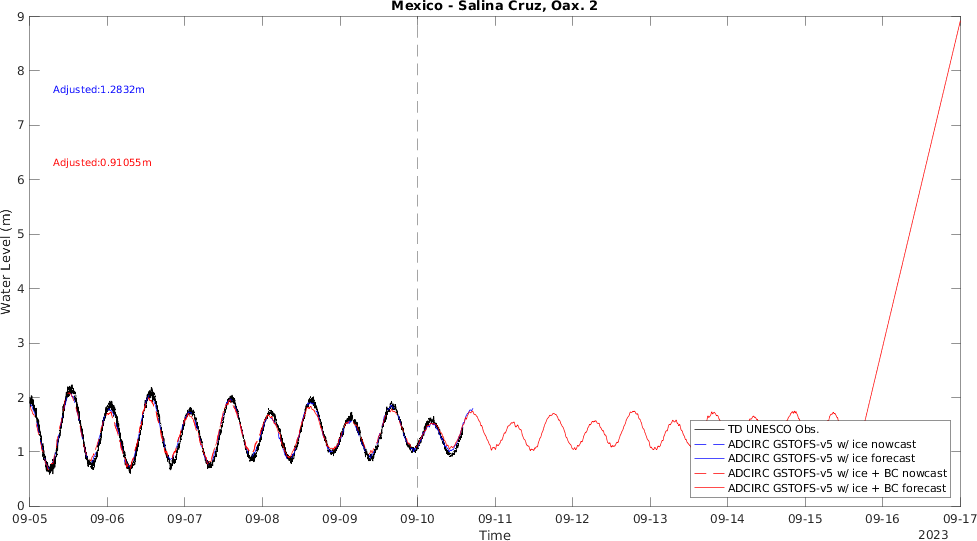 Mexico - Salina Cruz, Oax. 2
9
8
7
6
5
4
3
2
1
0
Water Level (m)
Adjusted:1.2832m
Adjusted:0.91055m
TD UNESCO Obs.
ADCIRC GSTOFS-v5 w/ ice nowcast
ADCIRC GSTOFS-v5 w/ ice forecast
ADCIRC GSTOFS-v5 w/ ice + BC nowcast
ADCIRC GSTOFS-v5 w/ ice + BC forecast
09-05 09-06 09-07 09-08 09-09 09-10 09-11 09-12 09-13 09-14 09-15 09-16 09-17
Time
2023